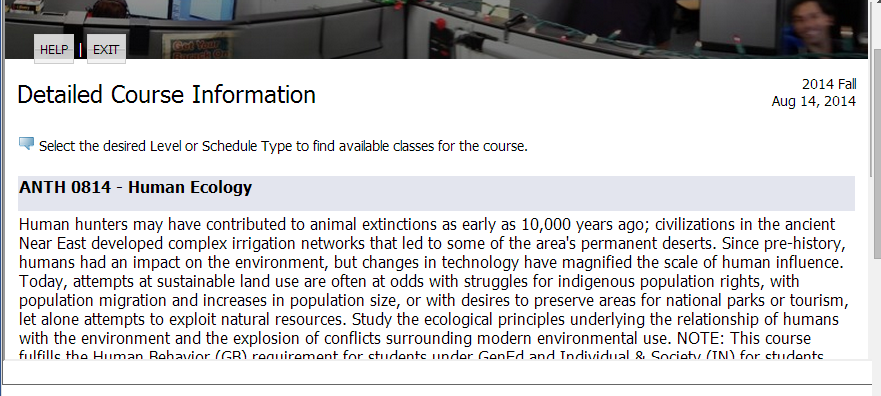 Got Your
HELP | EXIT
Detailed Course Information
2014 Fall
Aug 14, 2014
Select the desired Level or Schedule Type to find available classes for the course.
ANTH 0814 - Human Ecology
Human hunters may have contributed to animal extinctions as early as 10,000 years ago; civilizations in the ancient
Near East developed complex irrigation networks that led to some of the area's permanent deserts. Since pre-history,
humans had an impact on the environment, but changes in technology have magnified the scale of human influence.
Today, attempts at sustainable land use are often at odds with struggles for indigenous population rights, with
population migration and increases in population size, or with desires to preserve areas for national parks or tourism,
let alone attempts to exploit natural resources. Study the ecological principles underlying the relationship of humans
with the environment and the explosion of conflicts surrounding modern environmental use. NOTE: This course
fulfills the Human Behavior (GB) requirement for students under GenEd and Individual & Society (IN) for students